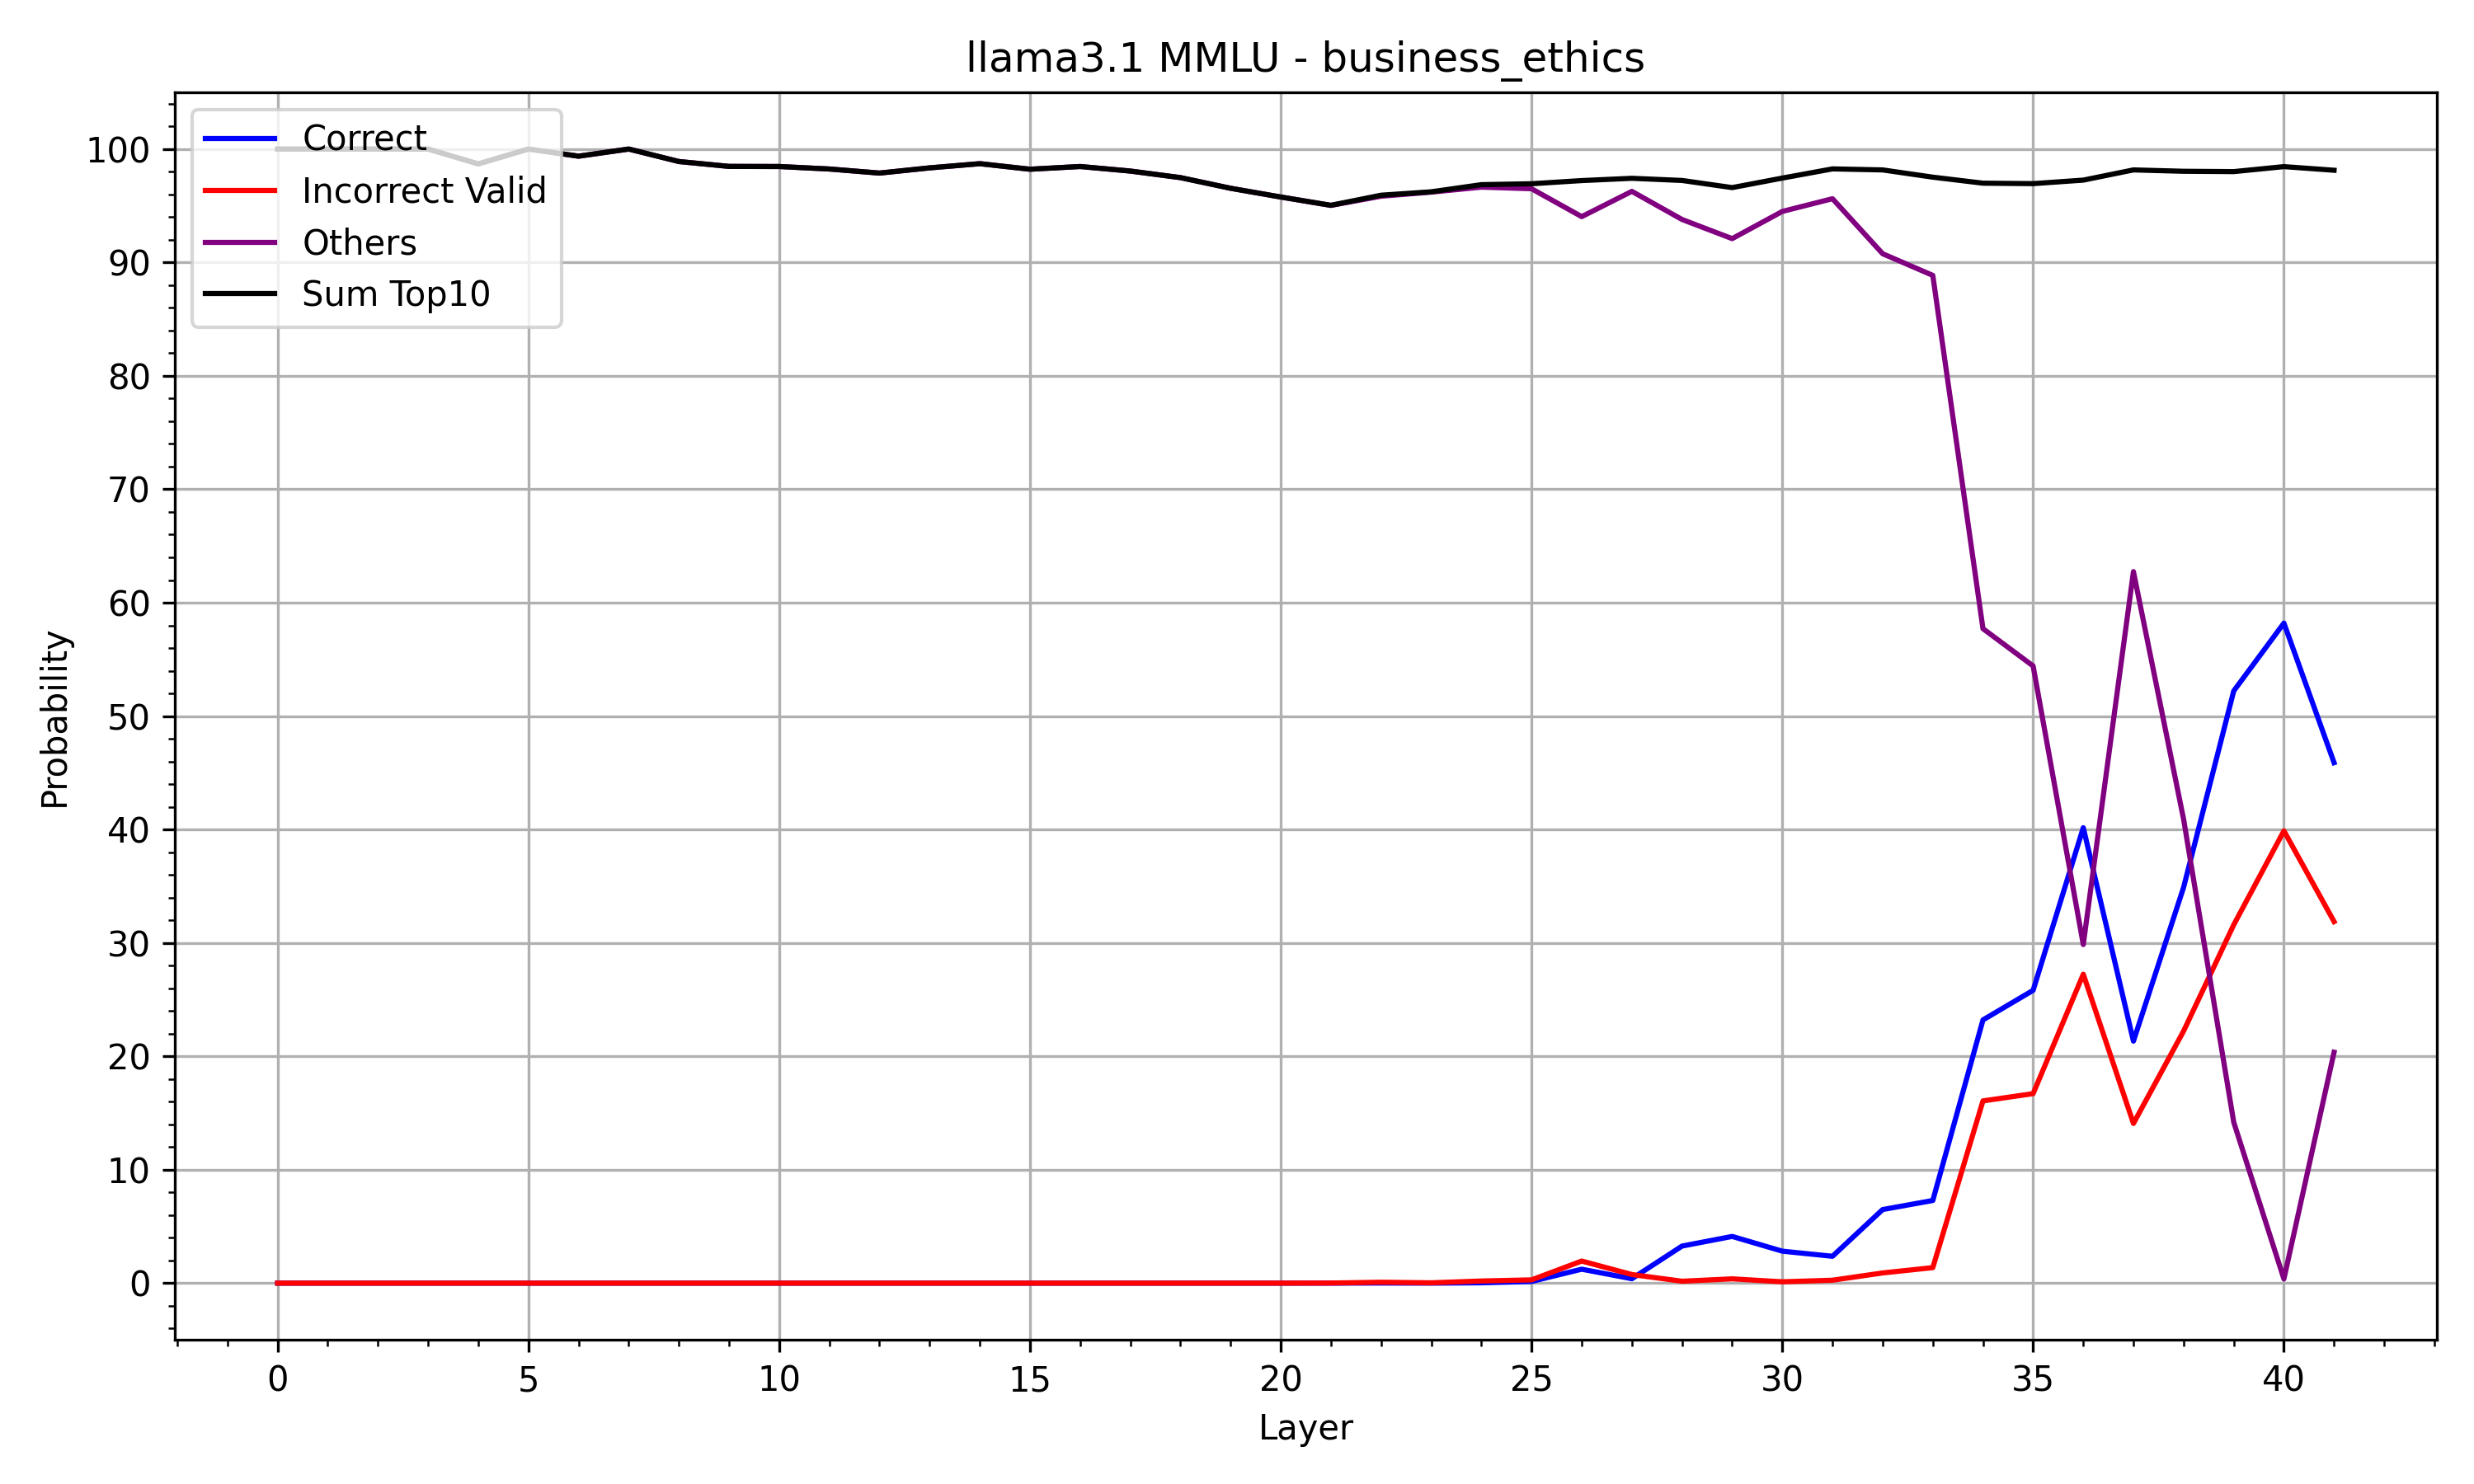 llama3.1 MMLU - business_ethics
Correct
Incorrect Valid
Others
Sum Top10
100
90
80
70
60
50
40
30
20
10
0
Probability
0 5 10 15 20 25 30 35 40
Layer